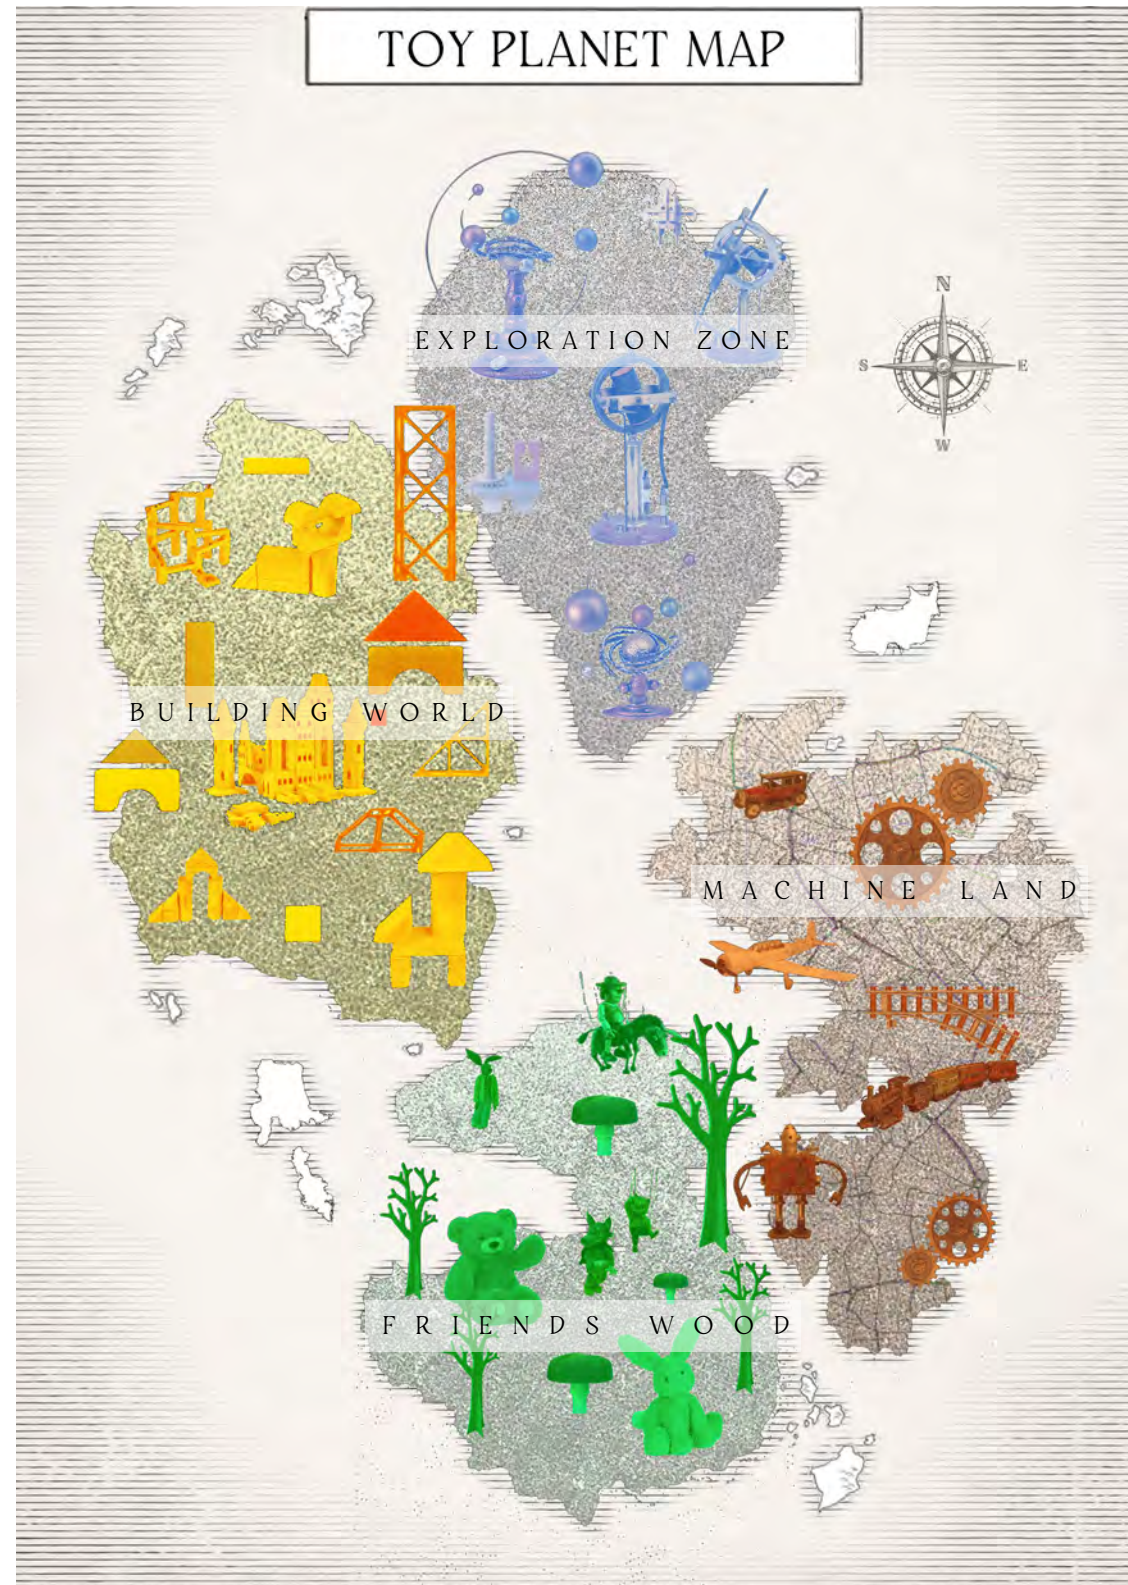 TOY PLANET MAP
EXPLORATION ZONE
N
S
E
W
BUILDING WORLD
MACHINE LAND
FRIENDS WOOD